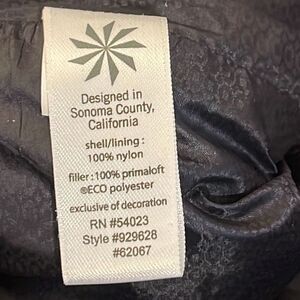 Designed in
Sonoma County,
California
shell/lining :
100% nylon
filler : 100% primaloft
®ECO polyester
exclusive of decoration
RN #54023
Style #929628
#62067